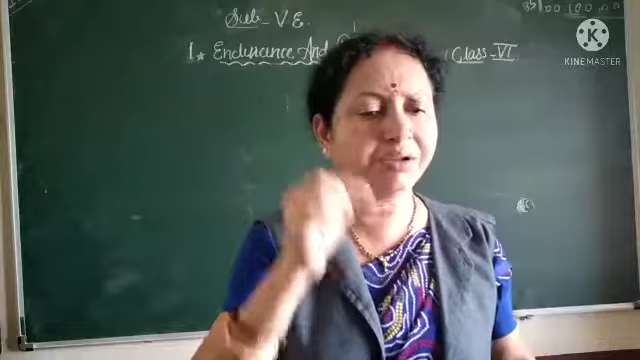 Sub - V E.
1* Endurance And
Class - VI
KINEMASTER